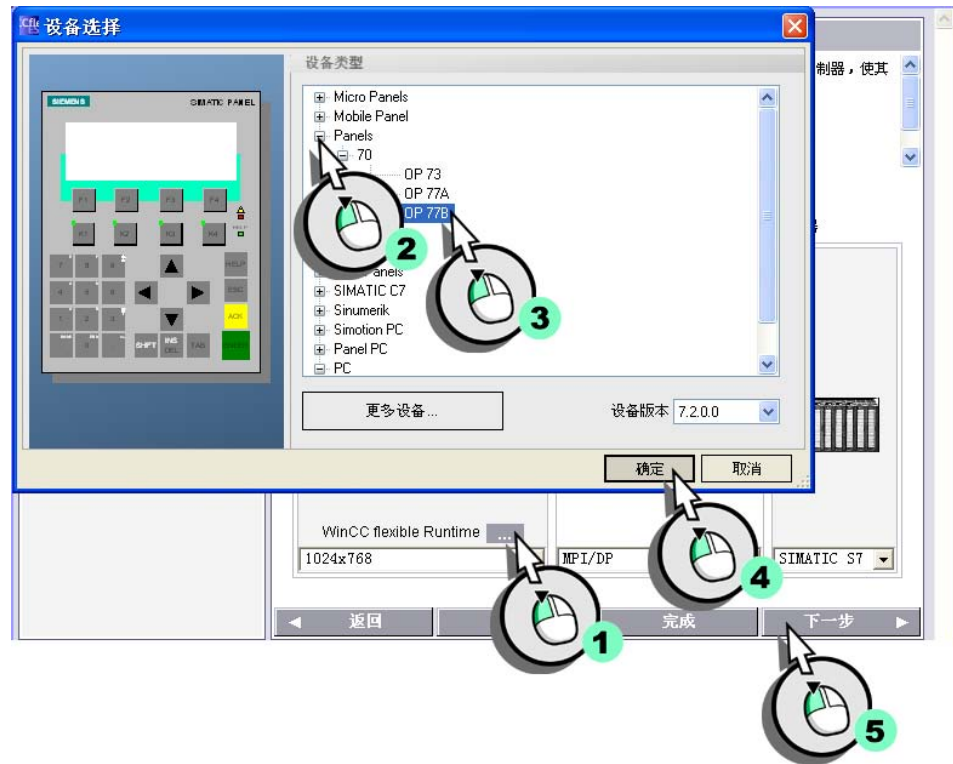 设备选择
设备类型
制器，使其
SIEMENS
SIMATIC PANEL
Micro Panels
Mobile Panel
Panels
70
OP 73
OP 77A
OP 77B
anels
SIMATIC C7
Sinumerik
Simotion PC
Panel PC
PC
F1 F2 F3 F4
K1 K2 K3 K4
HELP
ESC
ACK
SHIFT INS DEL TAB
更多设备...
设备版本 7.2.0.0
确定
取消
WinCC flexible Runtime ...
1024x768
MPI/DP
SIMATIC S7
返回
完成
下一步
2
3
4
1
5